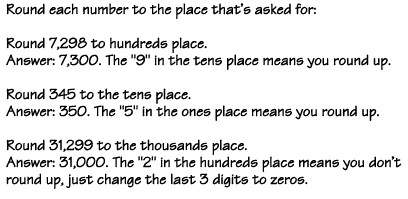 Round each number to the place that's asked for:
Round 7,298 to hundreds place.
Answer: 7,300. The "9" in the tens place means you round up.
Round 345 to the tens place.
Answer: 350. The "5" in the ones place means you round up.
Round 31,299 to the thousands place.
Answer: 31,000. The "2" in the hundreds place means you don't
round up, just change the last 3 digits to zeros.